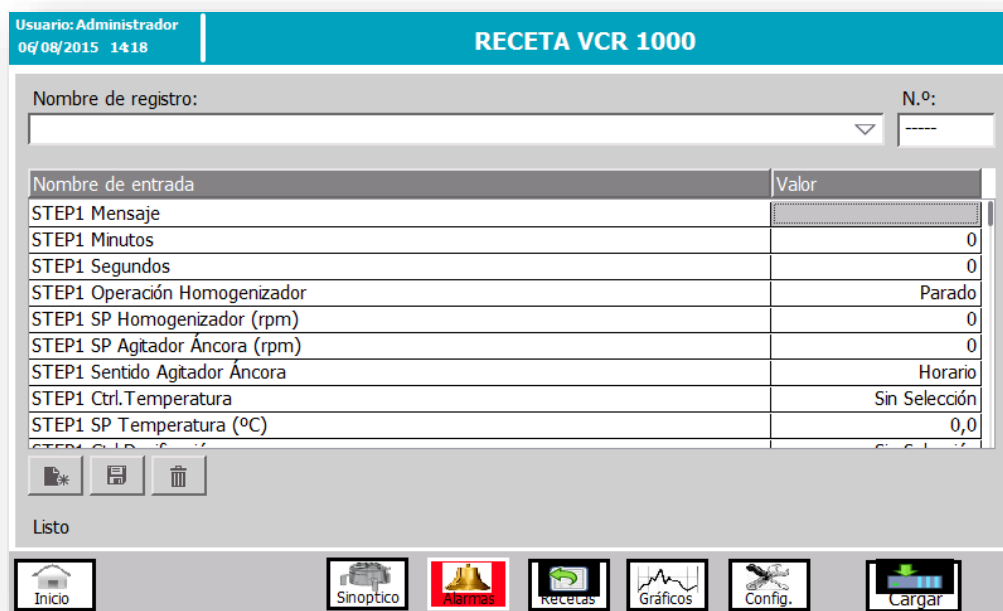 Usuario: Administrador
06/08/2015 14:18
RECETA VCR 1000
Nombre de registro:
N.º:
-----
Nombre de entrada Valor
STEP1 Mensaje
STEP1 Minutos 0
STEP1 Segundos 0
STEP1 Operación Homogenizador Parado
STEP1 SP Homogenizador (rpm) 0
STEP1 SP Agitador Áncora (rpm) 0
STEP1 Sentido Agitador Áncora Horario
STEP1 Ctrl.Temperatura Sin Selección
STEP1 SP Temperatura (ºC) 0,0
Listo
Inicio
Sinoptico
Alarmas
Recetas
Gráficos
Config.
Cargar